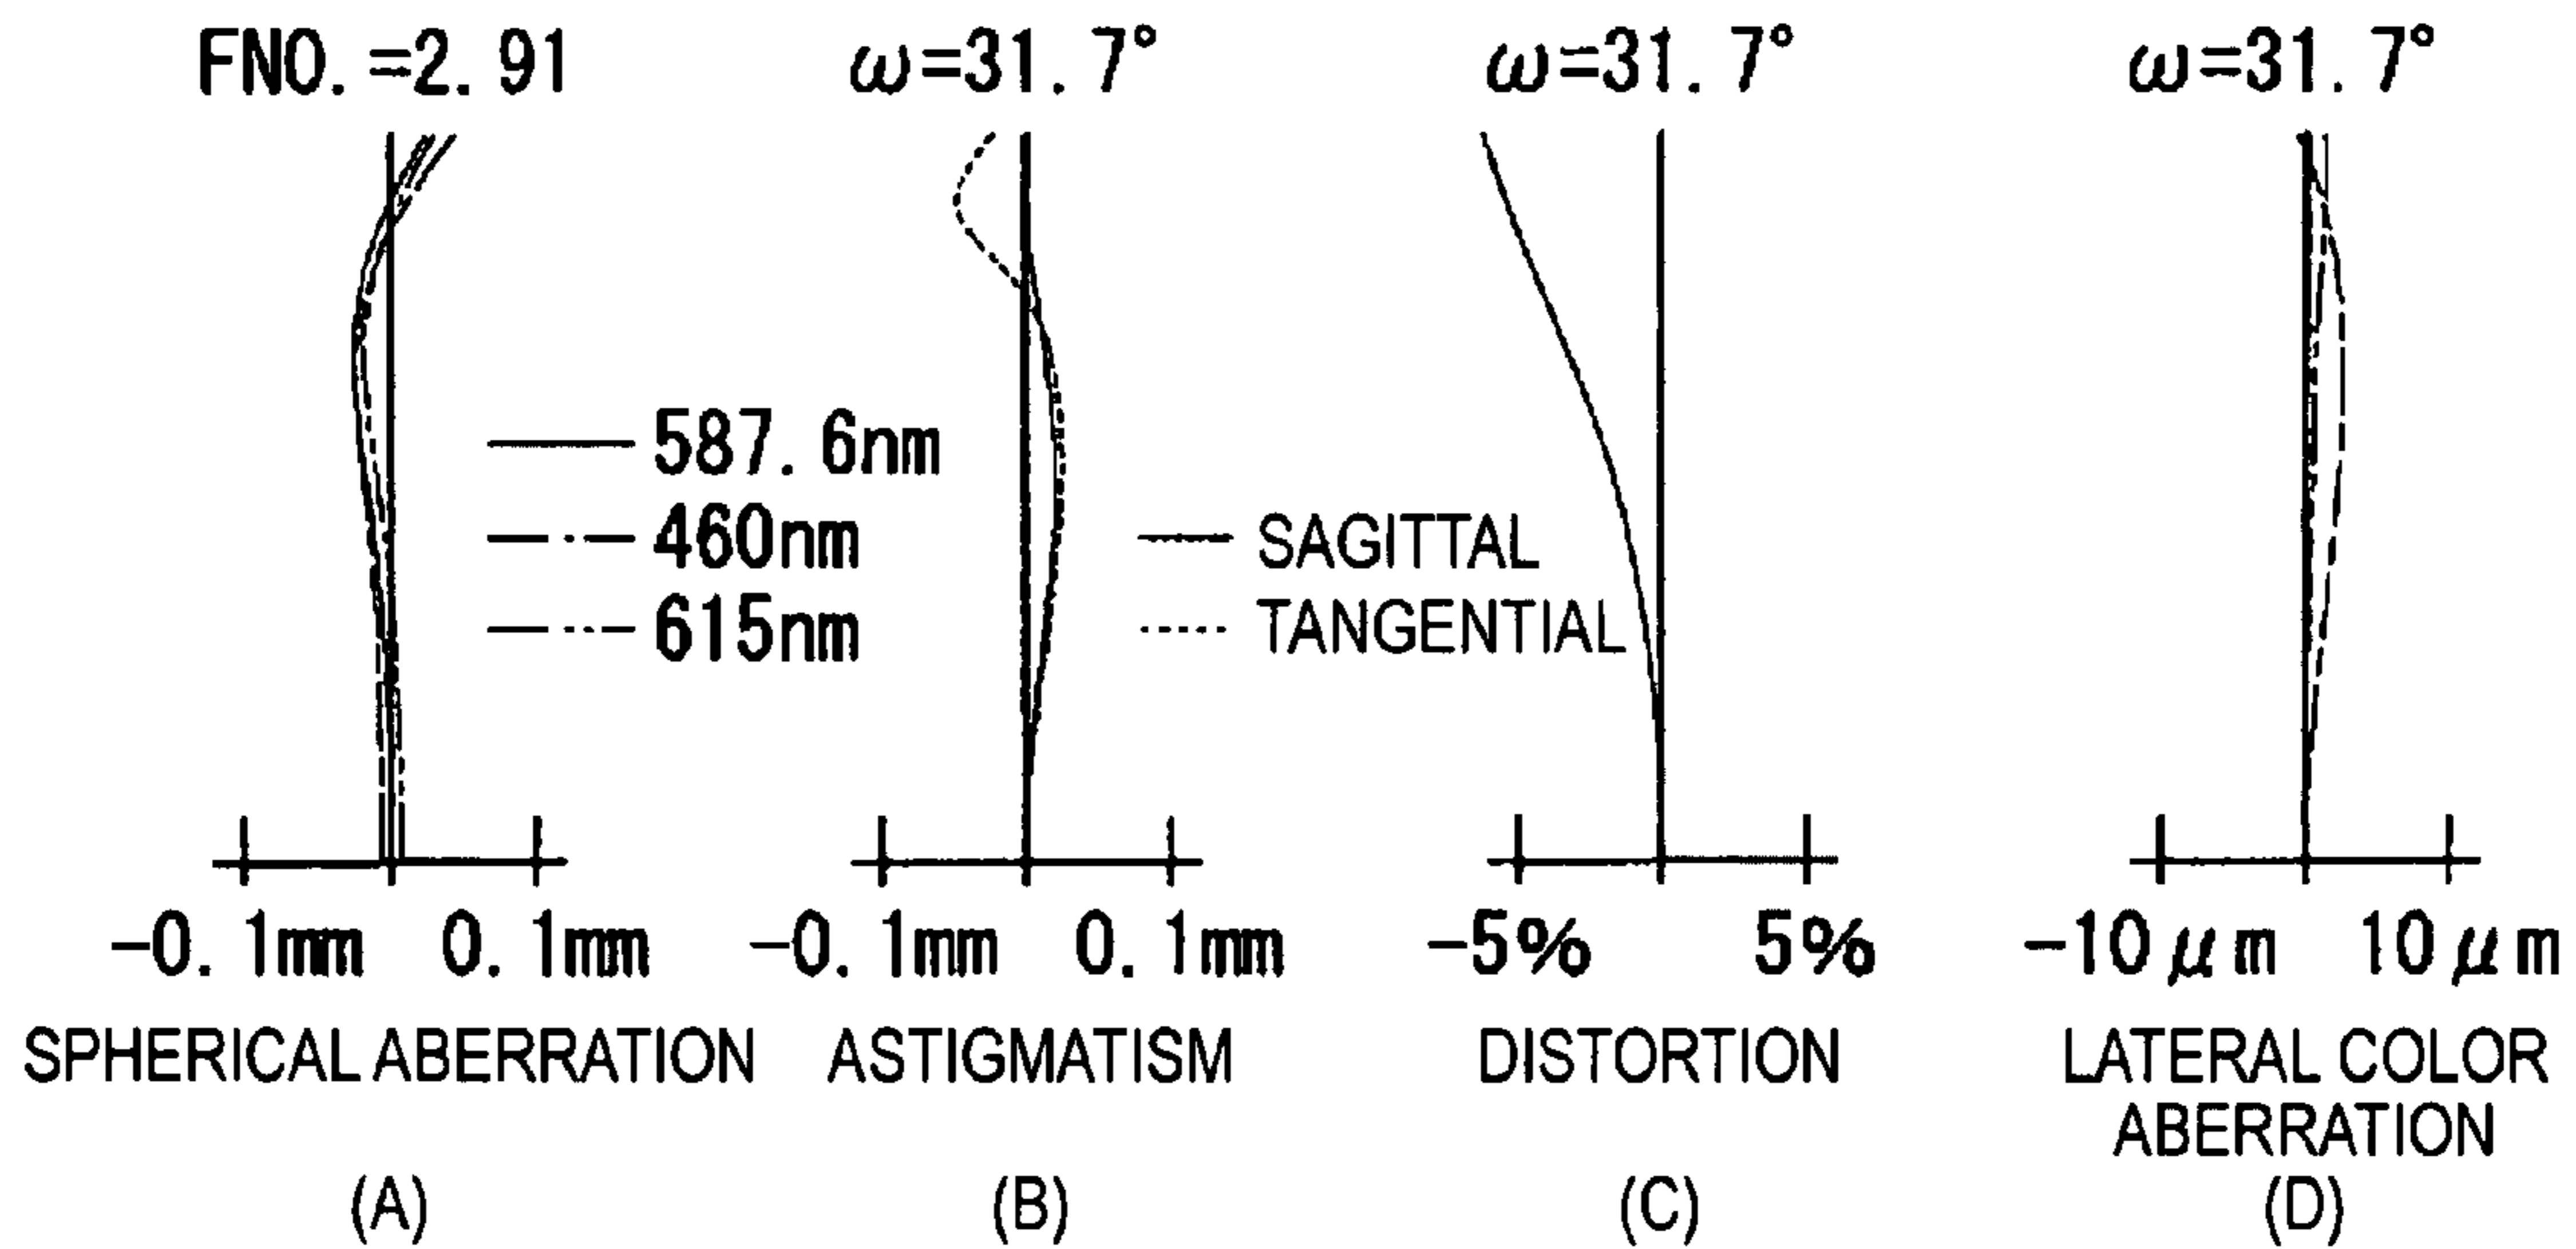 FNO. =2. 91
ω=31. 7°
ω=31. 7°
ω=31. 7°
587. 6nm
460nm
615nm
SAGITTAL
TANGENTIAL
-0. 1mm 0. 1mm
-0. 1mm 0. 1mm
-5% 5%
-10μm 10μm
SPHERICAL ABERRATION
ASTIGMATISM
DISTORTION
LATERAL COLOR
ABERRATION
(A)
(B)
(C)
(D)